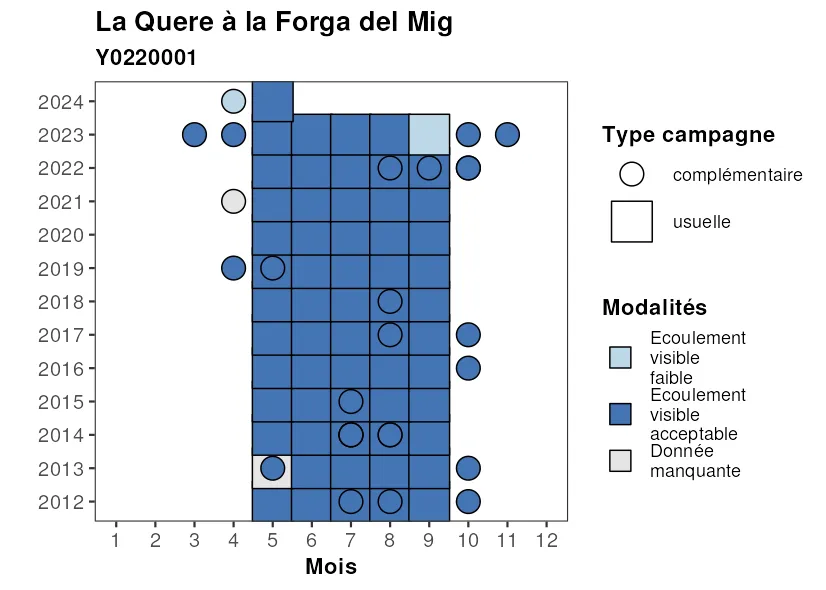 La Quere à la Forga del Mig
Y0220001
2024
2023
2022
2021
2020
2019
2018
2017
2016
2015
2014
2013
2012
1 2 3 4 5 6 7 8 9 10 11 12
Mois
Type campagne
complémentaire
usuelle
Modalités
Ecoulement
visible
faible
Ecoulement
visible
acceptable
Donnée
manquante